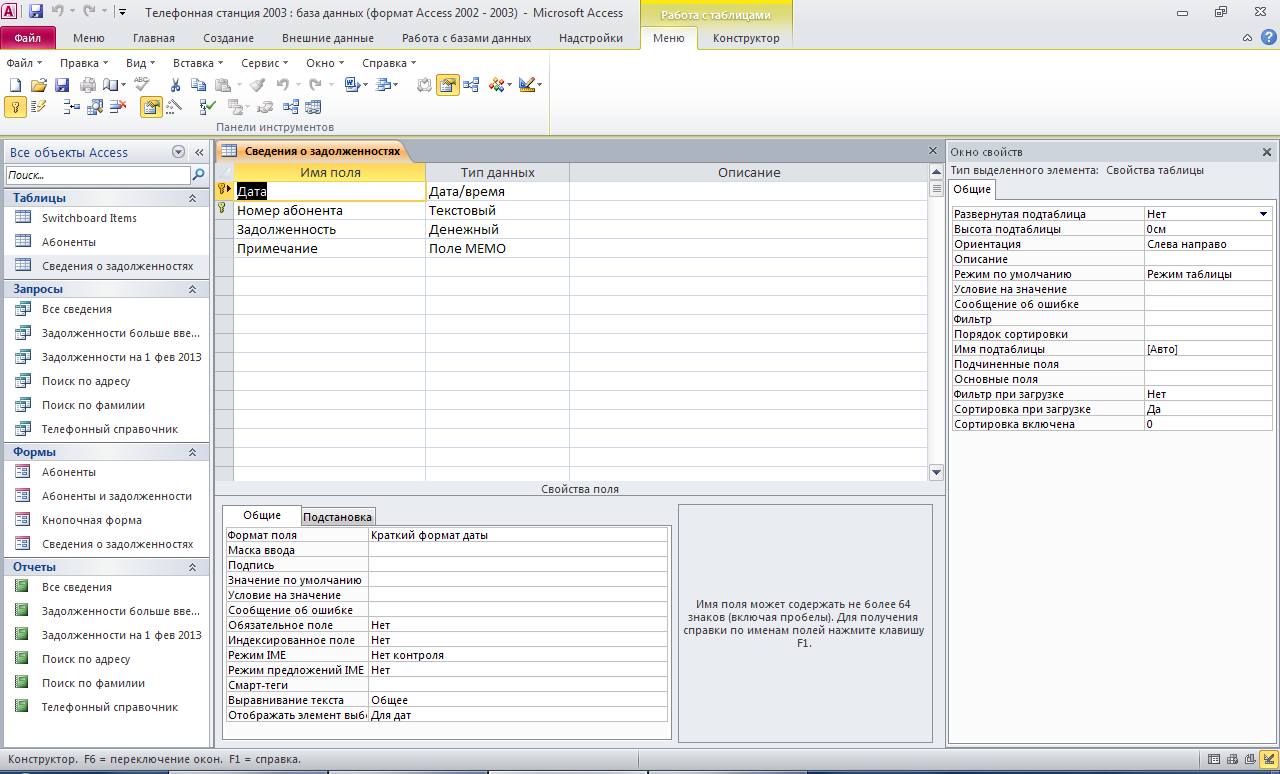 Телефонная станция 2003 : база данных (формат Access 2002 - 2003) - Microsoft Access
Работа с таблицами
Файл Меню Главная Создание Внешние данные Работа с базами данных Надстройки Меню Конструктор
Файл Правка Вид Вставка Сервис Окно Справка
Панели инструментов
Все объекты Access
Поиск...
Таблицы
Switchboard Items
Абоненты
Сведения о задолженностях
Запросы
Все сведения
Задолженности больше вве...
Задолженности на 1 фев 2013
Поиск по адресу
Поиск по фамилии
Телефонный справочник
Формы
Абоненты
Абоненты и задолженности
Кнопочная форма
Сведения о задолженностях
Отчеты
Все сведения
Задолженности больше вве...
Задолженности на 1 фев 2013
Поиск по адресу
Поиск по фамилии
Телефонный справочник
Сведения о задолженностях
Имя поля Тип данных Описание
Дата Дата/время
Номер абонента Текстовый
Задолженность Денежный
Примечание Поле МЕМО
Свойства поля
Общие Подстановка
Формат поля Краткий формат даты
Маска ввода
Подпись
Значение по умолчанию
Условие на значение
Сообщение об ошибке
Обязательное поле Нет
Индексированное поле Нет
Режим IME Нет контроля
Режим предложений IME Нет
Смарт-теги
Выравнивание текста Общее
Отображать элемент выб Для дат
Имя поля может содержать не более 64
знаков (включая пробелы). Для получения
справки по именам полей нажмите клавишу
F1.
Окно свойств
Тип выделенного элемента: Свойства таблицы
Общие
Развернутая подтаблица Нет
Высота подтаблицы 0см
Ориентация Слева направо
Описание
Режим по умолчанию Режим таблицы
Условие на значение
Сообщение об ошибке
Фильтр
Порядок сортировки
Имя подтаблицы [Авто]
Подчиненные поля
Основные поля
Фильтр при загрузке Нет
Сортировка при загрузке Да
Сортировка включена 0
Конструктор. F6 = переключение окон. F1 = справка.